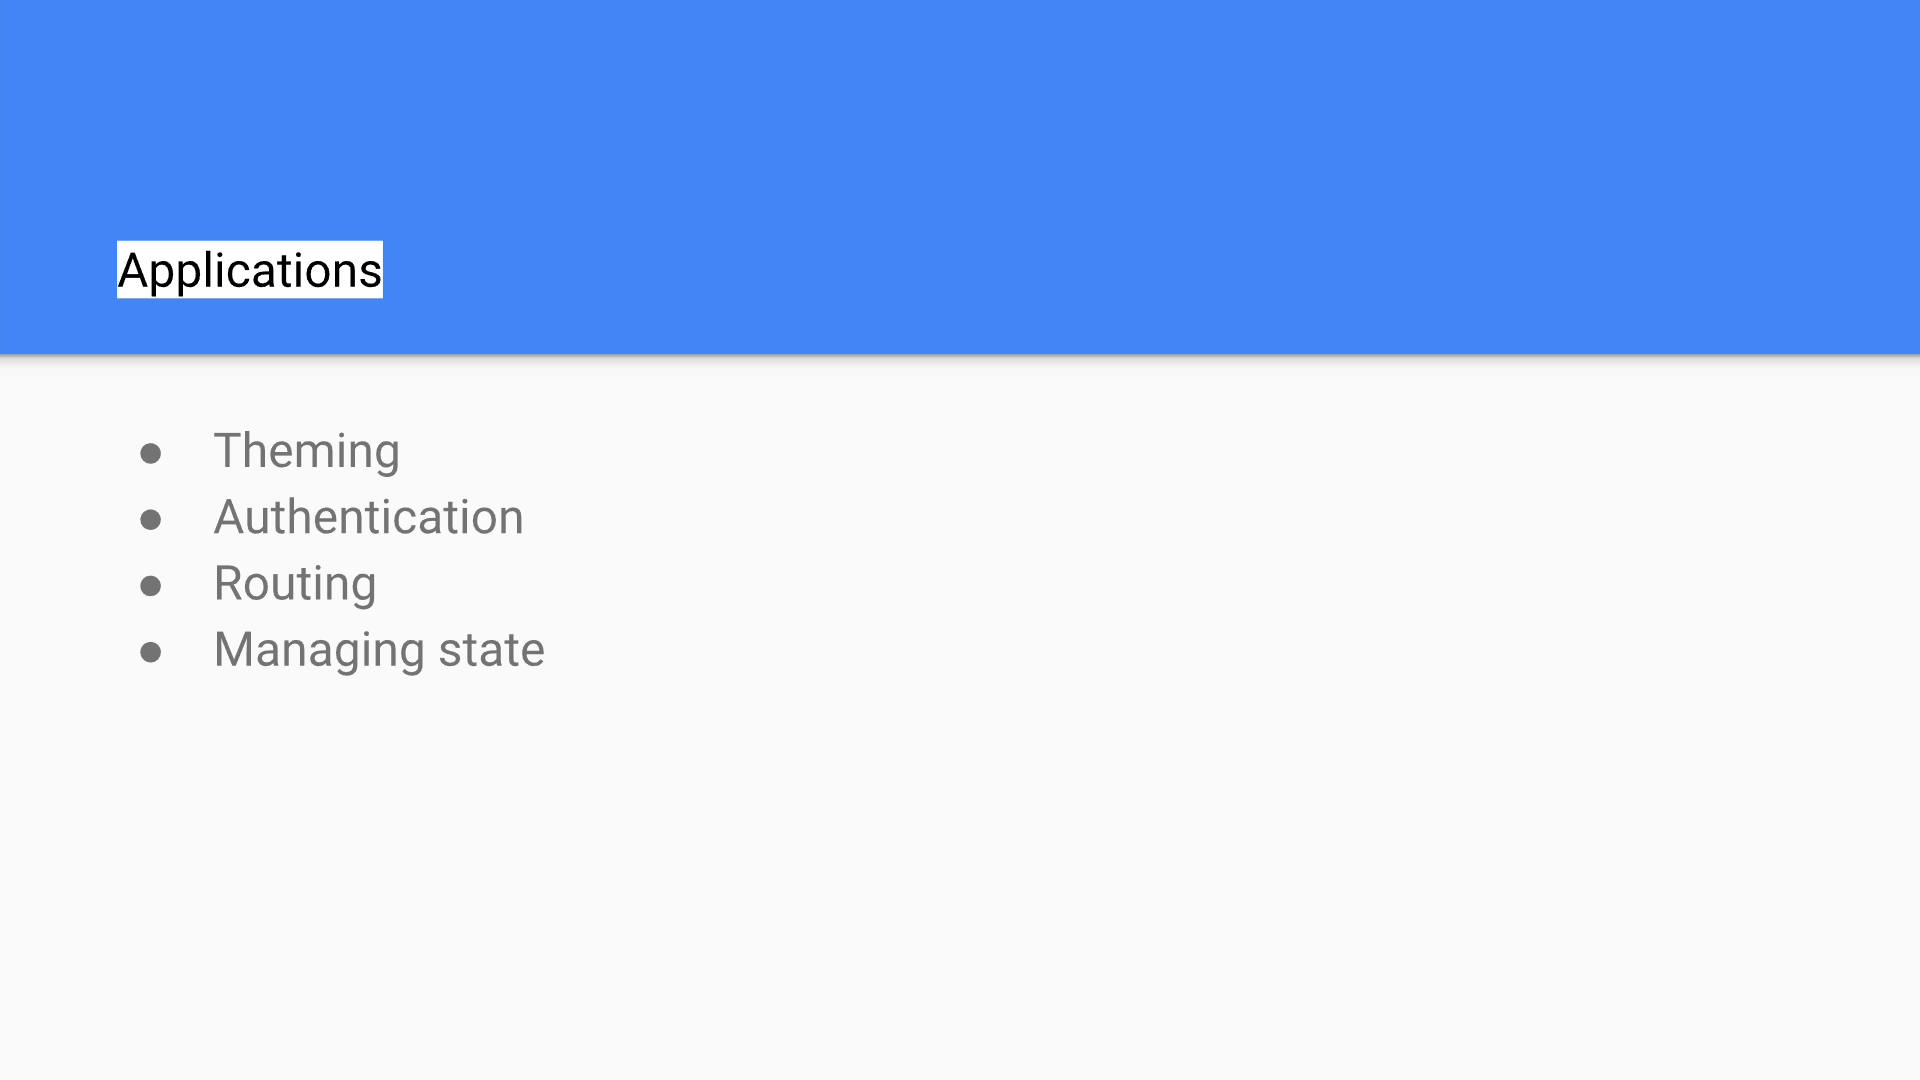 Applications
● Theming
● Authentication
● Routing
● Managing state